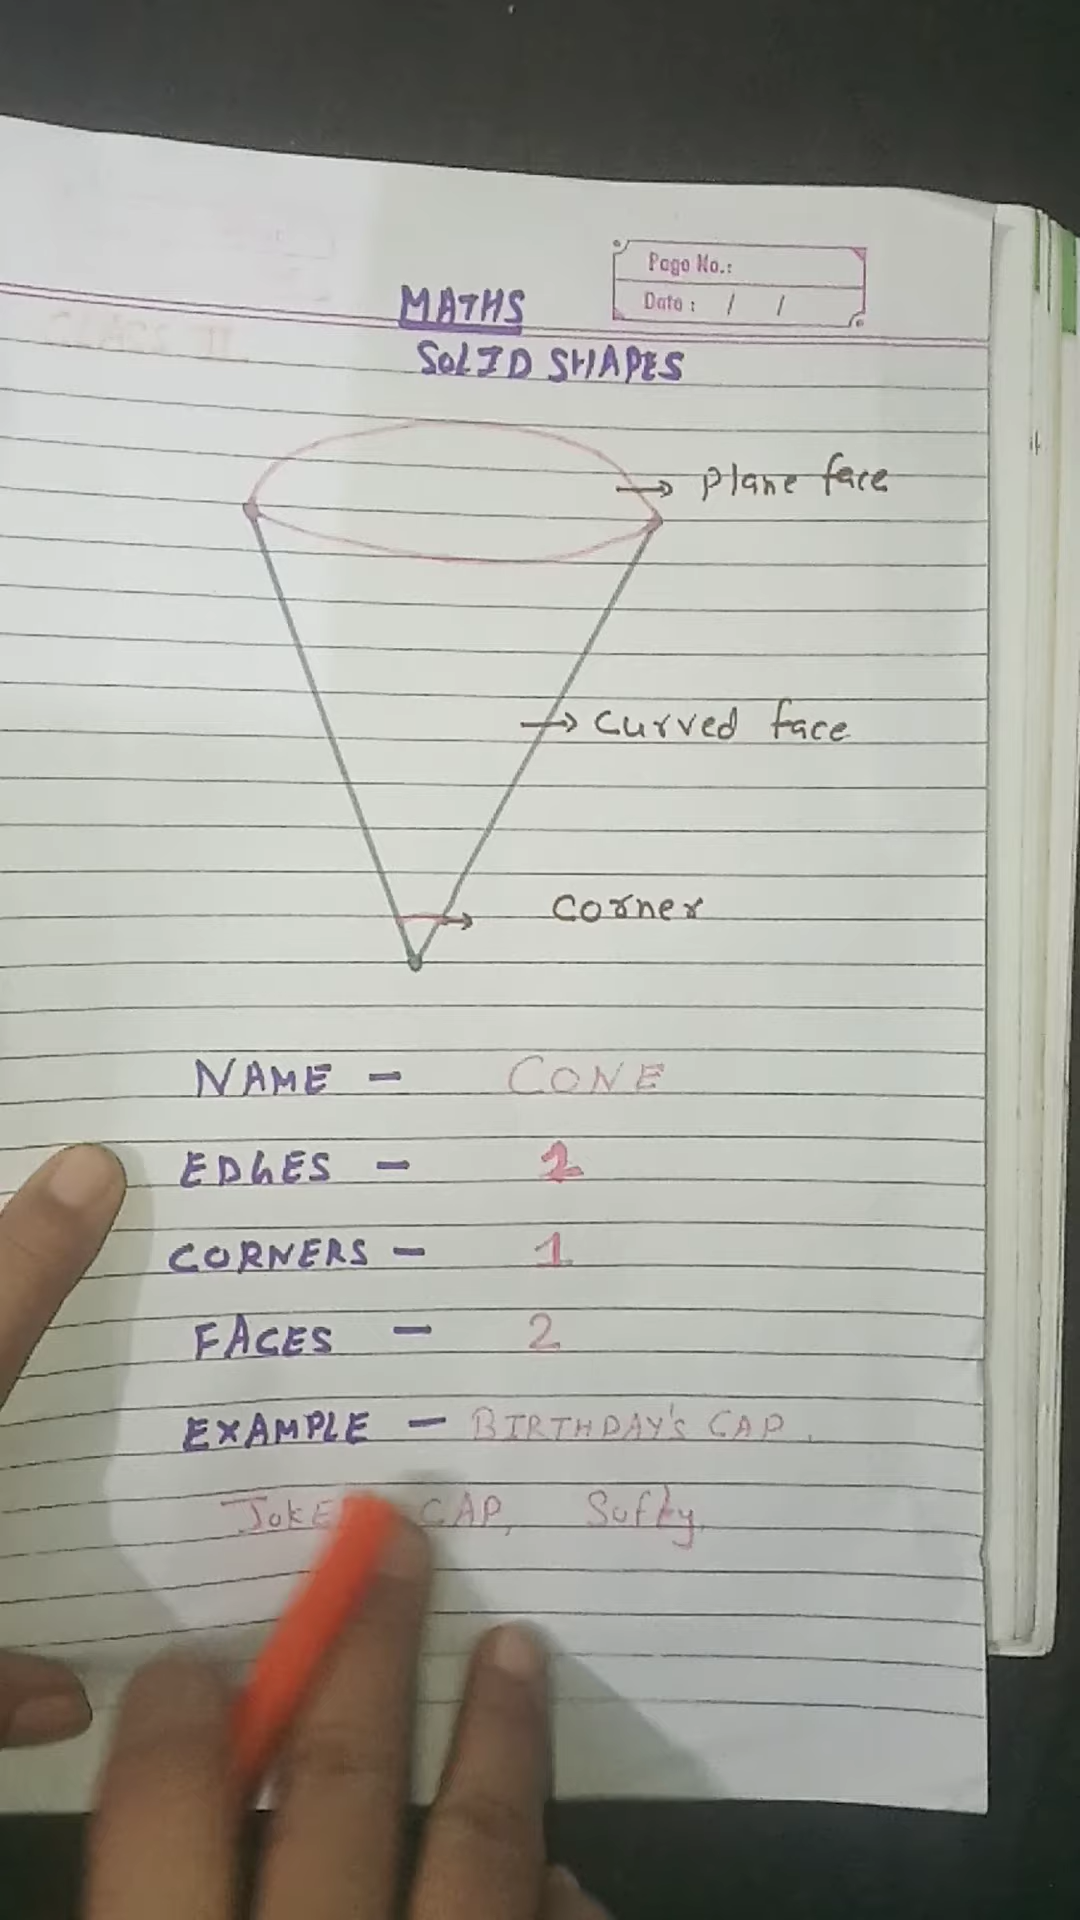 Page No.:
Date : / /
MATHS
SOLID SHAPES
Plane face
Curved face
Corner
NAME - CONE
EDGES -
CORNERS - 1
FACES - 2
EXAMPLE - BIRTHDAY'S CAP,
CAP, Softy,